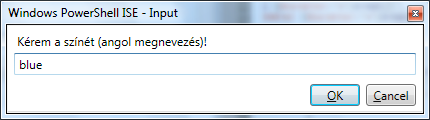 Windows PowerShell ISE - Input
Kérem a színét (angol megnevezés)!
blue
OK
Cancel